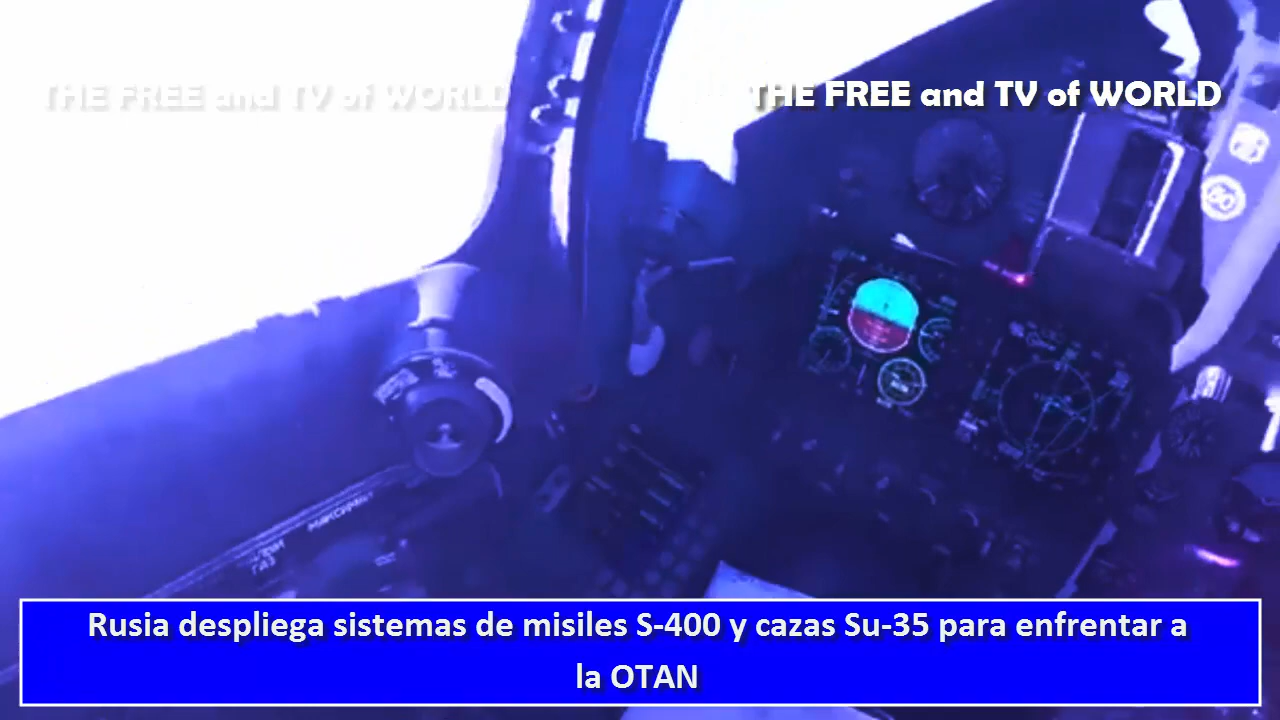 THE FREE and TV of WORLD
THE FREE and TV of WORLD
Rusia despliega sistemas de misiles S-400 y cazas Su-35 para enfrentar a
la OTAN